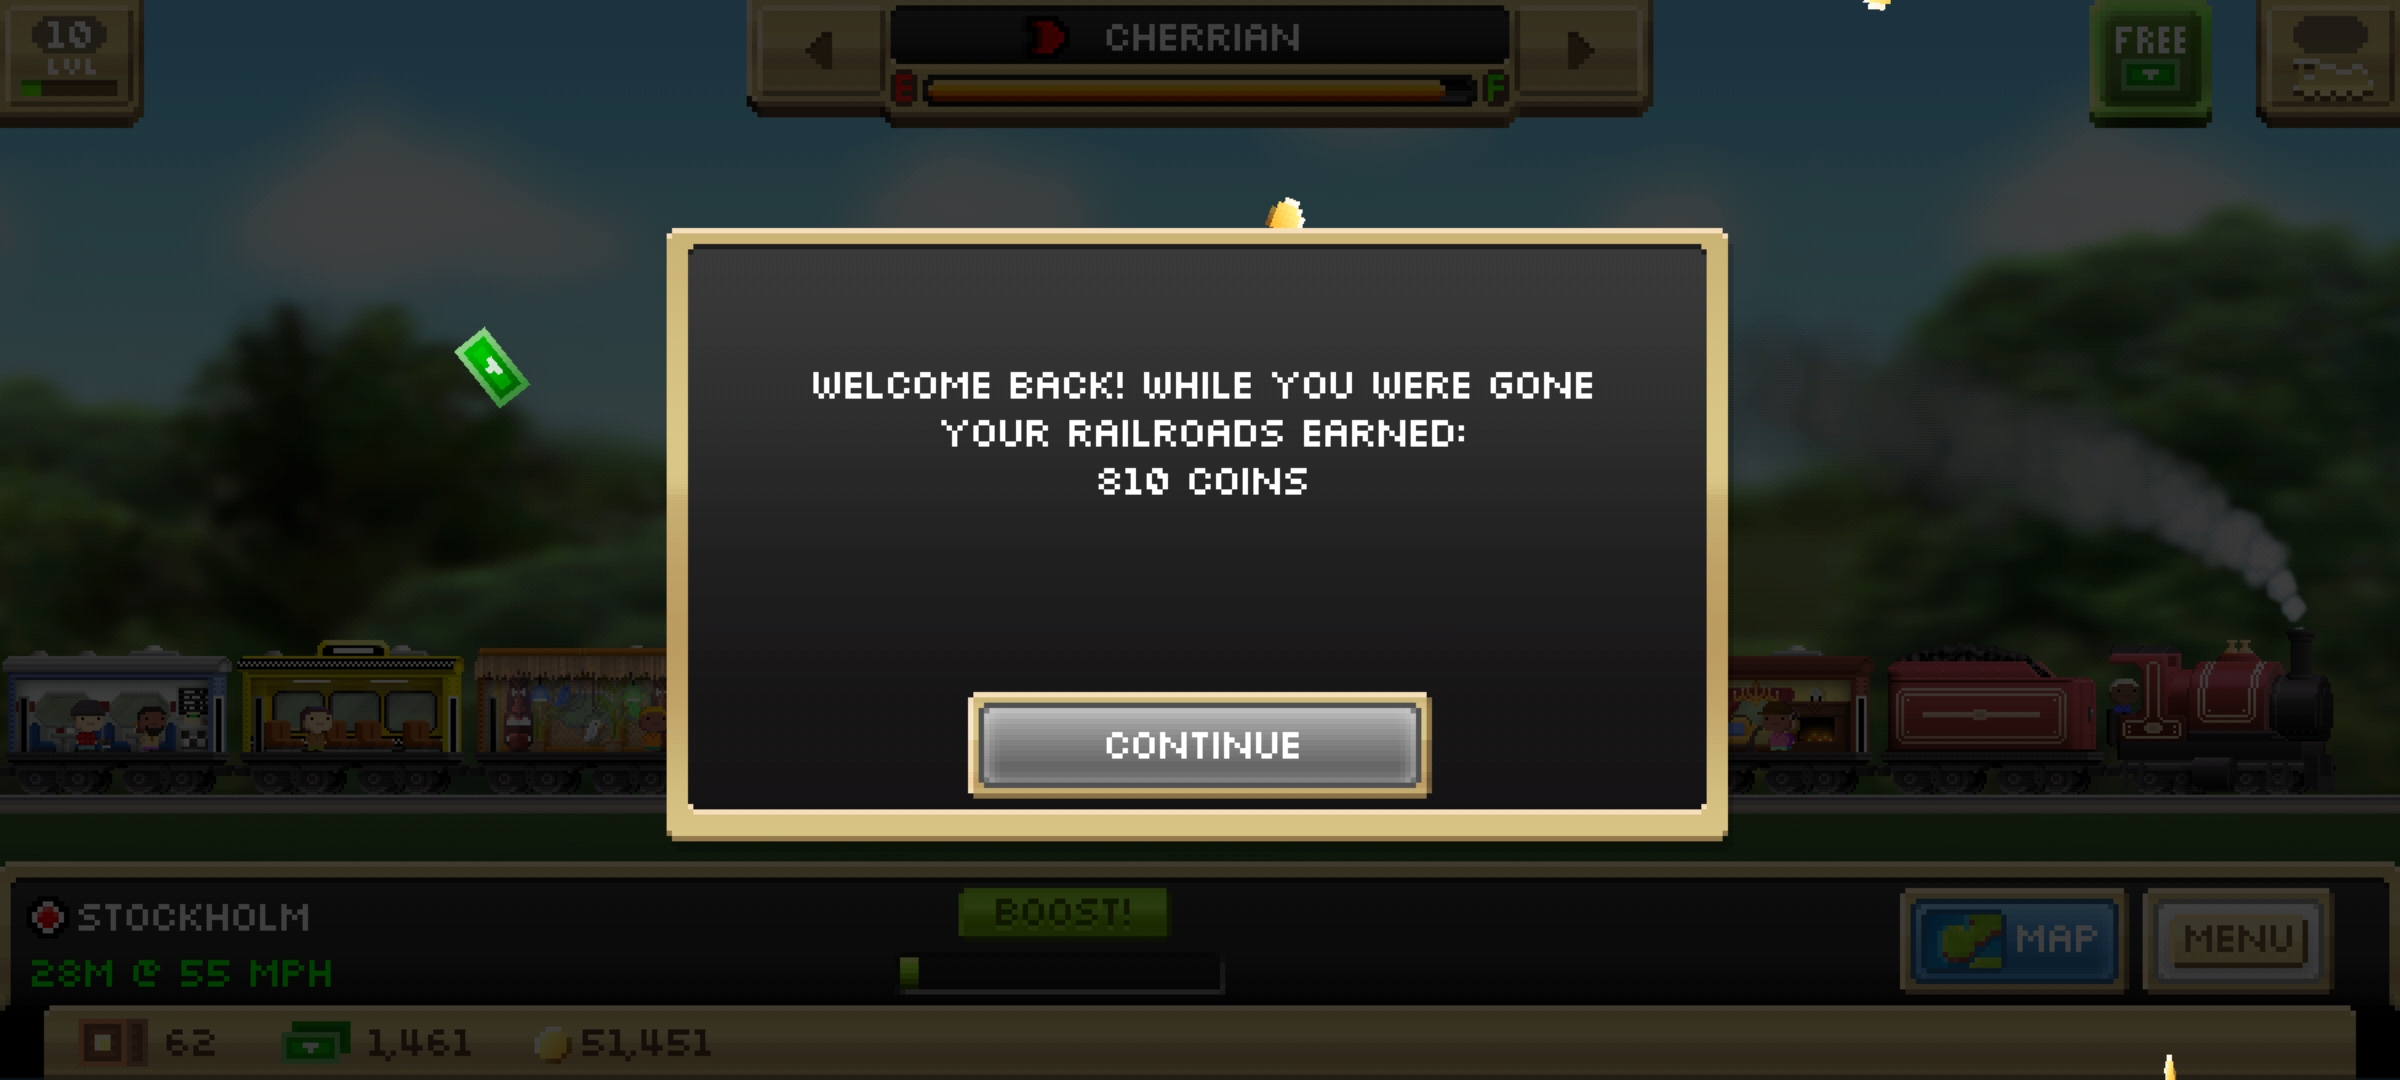 10
LVL
CHERRIAN
E
F
FREE
WELCOME BACK! WHILE YOU WERE GONE
YOUR RAILROADS EARNED:
810 COINS
CONTINUE
STOCKHOLM
28M @ 55 MPH
BOOST!
MAP
MENU
62
1,461
51,451